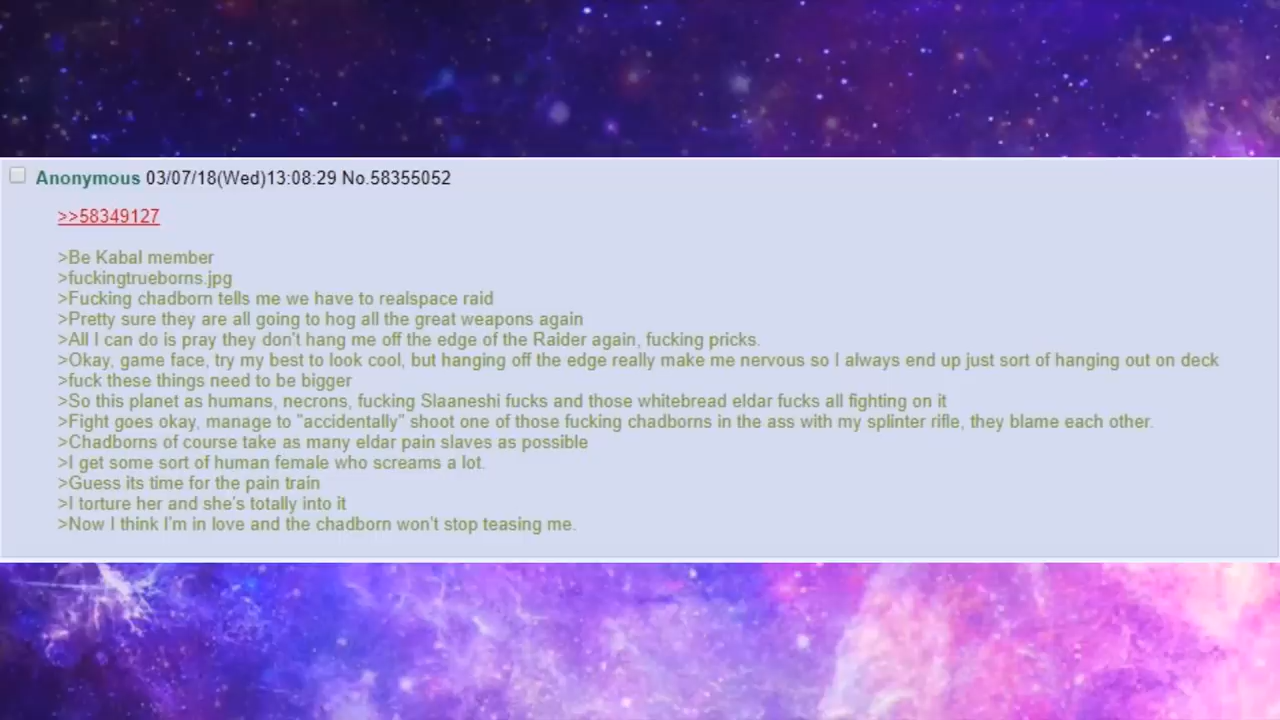 Anonymous 03/07/18(Wed)13:08:29 No.58355052
>>58349127
>Be Kabal member
>fuckingtrueborns.jpg
>Fucking chadborn tells me we have to realspace raid
>Pretty sure they are all going to hog all the great weapons again
>All I can do is pray they don't hang me off the edge of the Raider again, fucking pricks.
>Okay, game face, try my best to look cool, but hanging off the edge really make me nervous so I always end up just sort of hanging out on deck
>fuck these things need to be bigger
>So this planet as humans, necrons, fucking Slaaneshi fucks and those whitebread eldar fucks all fighting on it
>Fight goes okay, manage to "accidentally" shoot one of those fucking chadborns in the ass with my splinter rifle, they blame each other.
>Chadborns of course take as many eldar pain slaves as possible
>I get some sort of human female who screams a lot.
>Guess its time for the pain train
>I torture her and she's totally into it
>Now I think I'm in love and the chadborn won't stop teasing me.